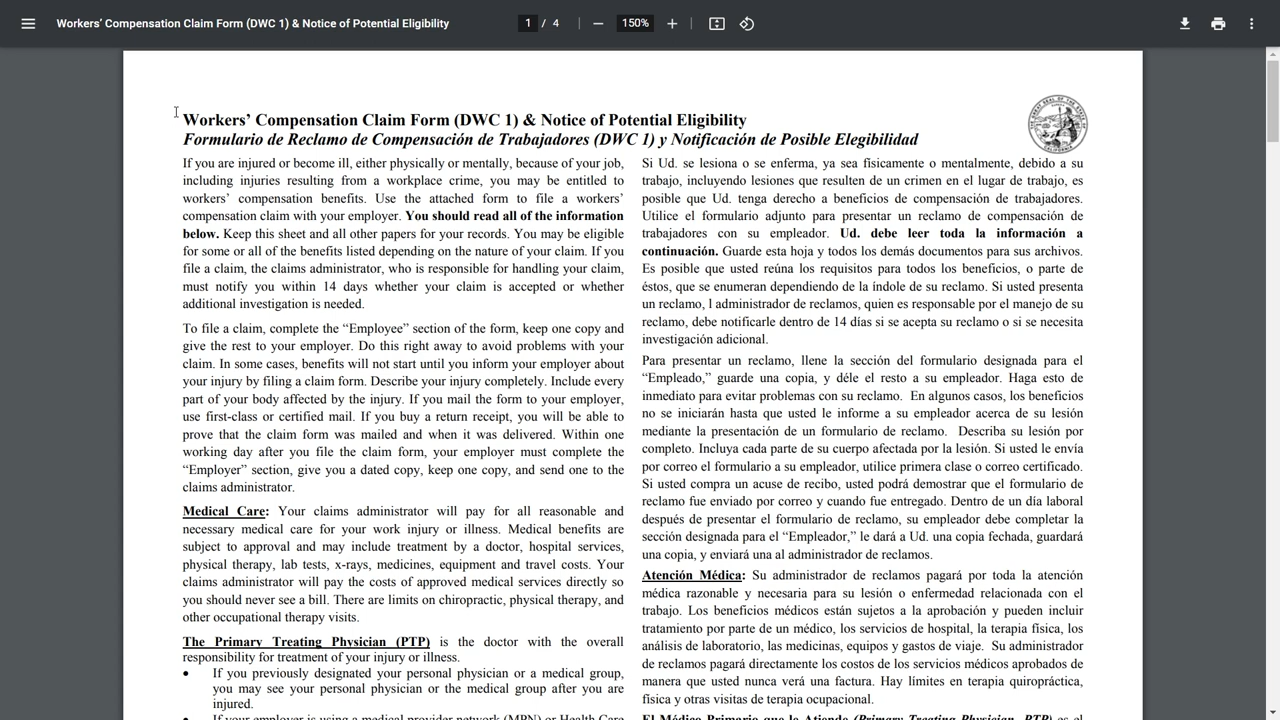 Workers’ Compensation Claim Form (DWC 1) & Notice of Potential Eligibility
1 / 4
150%
Workers’ Compensation Claim Form (DWC 1) & Notice of Potential Eligibility
Formulario de Reclamo de Compensación de Trabajadores (DWC 1) y Notificación de Posible Elegibilidad
If you are injured or become ill, either physically or mentally, because of your job,
including injuries resulting from a workplace crime, you may be entitled to
workers’ compensation benefits. Use the attached form to file a workers’
compensation claim with your employer. You should read all of the information
below. Keep this sheet and all other papers for your records. You may be eligible
for some or all of the benefits listed depending on the nature of your claim. If you
file a claim, the claims administrator, who is responsible for handling your claim,
must notify you within 14 days whether your claim is accepted or whether
additional investigation is needed.
To file a claim, complete the “Employee” section of the form, keep one copy and
give the rest to your employer. Do this right away to avoid problems with your
claim. In some cases, benefits will not start until you inform your employer about
your injury by filing a claim form. Describe your injury completely. Include every
part of your body affected by the injury. If you mail the form to your employer,
use first-class or certified mail. If you buy a return receipt, you will be able to
prove that the claim form was mailed and when it was delivered. Within one
working day after you file the claim form, your employer must complete the
“Employer” section, give you a dated copy, keep one copy, and send one to the
claims administrator.
Medical Care: Your claims administrator will pay for all reasonable and
necessary medical care for your work injury or illness. Medical benefits are
subject to approval and may include treatment by a doctor, hospital services,
physical therapy, lab tests, x-rays, medicines, equipment and travel costs. Your
claims administrator will pay the costs of approved medical services directly so
you should never see a bill. There are limits on chiropractic, physical therapy, and
other occupational therapy visits.
The Primary Treating Physician (PTP) is the doctor with the overall
responsibility for treatment of your injury or illness.
• If you previously designated your personal physician or a medical group,
you may see your personal physician or the medical group after you are
injured.
• If your employer is using a medical provider network (MPN) or Health Care
Si Ud. se lesiona o se enferma, ya sea físicamente o mentalmente, debido a su
trabajo, incluyendo lesiones que resulten de un crimen en el lugar de trabajo, es
posible que Ud. tenga derecho a beneficios de compensación de trabajadores.
Utilice el formulario adjunto para presentar un reclamo de compensación de
trabajadores con su empleador. Ud. debe leer toda la información a
continuación. Guarde esta hoja y todos los demás documentos para sus archivos.
Es posible que usted reúna los requisitos para todos los beneficios, o parte de
éstos, que se enumeran dependiendo de la índole de su reclamo. Si usted presenta
un reclamo, l administrador de reclamos, quien es responsable por el manejo de su
reclamo, debe notificarle dentro de 14 días si se acepta su reclamo o si se necesita
investigación adicional.
Para presentar un reclamo, llene la sección del formulario designada para el
“Empleado,” guarde una copia, y déle el resto a su empleador. Haga esto de
inmediato para evitar problemas con su reclamo. En algunos casos, los beneficios
no se iniciarán hasta que usted le informe a su empleador acerca de su lesión
mediante la presentación de un formulario de reclamo. Describa su lesión por
completo. Incluya cada parte de su cuerpo afectada por la lesión. Si usted le envía
por correo el formulario a su empleador, utilice primera clase o correo certificado.
Si usted compra un acuse de recibo, usted podrá demostrar que el formulario de
reclamo fue enviado por correo y cuando fue entregado. Dentro de un día laboral
después de presentar el formulario de reclamo, su empleador debe completar la
sección designada para el “Empleador,” le dará a Ud. una copia fechada, guardará
una copia, y enviará una al administrador de reclamos.
Atención Médica: Su administrador de reclamos pagará por toda la atención
médica razonable y necesaria para su lesión o enfermedad relacionada con el
trabajo. Los beneficios médicos están sujetos a la aprobación y pueden incluir
tratamiento por parte de un médico, los servicios de hospital, la terapia física, los
análisis de laboratorio, las medicinas, equipos y gastos de viaje. Su administrador
de reclamos pagará directamente los costos de los servicios médicos aprobados de
manera que usted nunca verá una factura. Hay límites en terapia quiropráctica,
física y otras visitas de terapia ocupacional.
El Médico Primario que le Atiende (Primary Treating Physician, PTP) es el